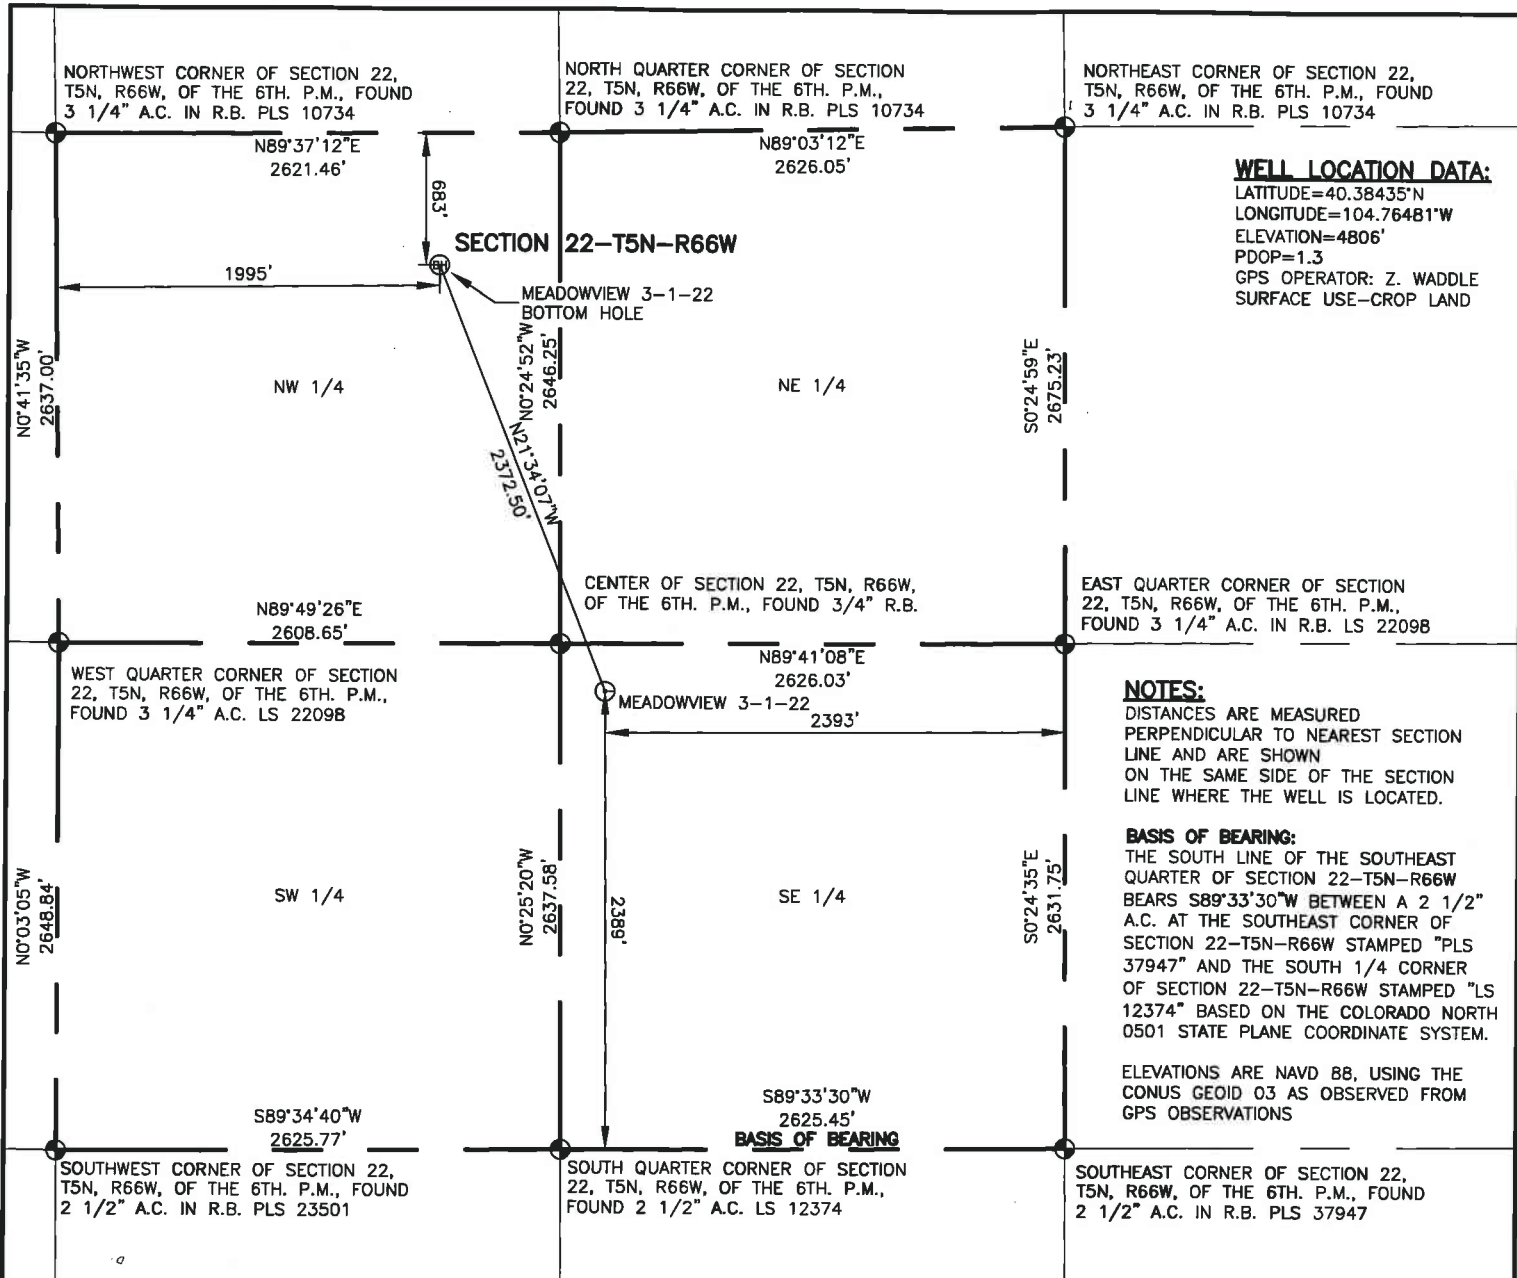 NORTHWEST CORNER OF SECTION 22,
T5N, R66W, OF THE 6TH. P.M., FOUND
3 1/4" A.C. IN R.B. PLS 10734
NORTH QUARTER CORNER OF SECTION
22, T5N, R66W, OF THE 6TH. P.M.,
FOUND 3 1/4" A.C. IN R.B. PLS 10734
NORTHEAST CORNER OF SECTION 22,
T5N, R66W, OF THE 6TH. P.M., FOUND
3 1/4" A.C. IN R.B. PLS 10734
N89°37'12"E
2621.46'
N89°03'12"E
2626.05'
WELL LOCATION DATA:
LATITUDE=40.38435°N
LONGITUDE=104.76481°W
ELEVATION=4806'
PDOP=1.3
GPS OPERATOR: Z. WADDLE
SURFACE USE-CROP LAND
683'
SECTION 22-T5N-R66W
BH
1995'
MEADOWVIEW 3-1-22
BOTTOM HOLE
N0°41'35"W
2637.00'
NW 1/4
N0°24'52"W
2646.25'
NE 1/4
S0°24'59"E
2675.23'
N21°34'07"W
2372.50'
CENTER OF SECTION 22, T5N, R66W,
OF THE 6TH. P.M., FOUND 3/4" R.B.
EAST QUARTER CORNER OF SECTION
22, T5N, R66W, OF THE 6TH. P.M.,
FOUND 3 1/4" A.C. IN R.B. LS 22098
N89°49'26"E
2608.65'
N89°41'08"E
2626.03'
WEST QUARTER CORNER OF SECTION
22, T5N, R66W, OF THE 6TH. P.M.,
FOUND 3 1/4" A.C. LS 22098
MEADOWVIEW 3-1-22
2393'
NOTES:
DISTANCES ARE MEASURED
PERPENDICULAR TO NEAREST SECTION
LINE AND ARE SHOWN
ON THE SAME SIDE OF THE SECTION
LINE WHERE THE WELL IS LOCATED.
BASIS OF BEARING:
THE SOUTH LINE OF THE SOUTHEAST
QUARTER OF SECTION 22-T5N-R66W
BEARS S89°33'30"W BETWEEN A 2 1/2"
A.C. AT THE SOUTHEAST CORNER OF
SECTION 22-T5N-R66W STAMPED "PLS
37947" AND THE SOUTH 1/4 CORNER
OF SECTION 22-T5N-R66W STAMPED "LS
12374" BASED ON THE COLORADO NORTH
0501 STATE PLANE COORDINATE SYSTEM.
ELEVATIONS ARE NAVD 88, USING THE
CONUS GEOID 03 AS OBSERVED FROM
GPS OBSERVATIONS
N0°03'05"W
2648.84'
SW 1/4
N0°25'20"W
2637.58'
2389'
SE 1/4
S0°24'35"E
2631.75'
S89°34'40"W
2625.77'
S89°33'30"W
2625.45'
BASIS OF BEARING
SOUTHWEST CORNER OF SECTION 22,
T5N, R66W, OF THE 6TH. P.M., FOUND
2 1/2" A.C. IN R.B. PLS 23501
SOUTH QUARTER CORNER OF SECTION
22, T5N, R66W, OF THE 6TH. P.M.,
FOUND 2 1/2" A.C. LS 12374
SOUTHEAST CORNER OF SECTION 22,
T5N, R66W, OF THE 6TH. P.M., FOUND
2 1/2" A.C. IN R.B. PLS 37947